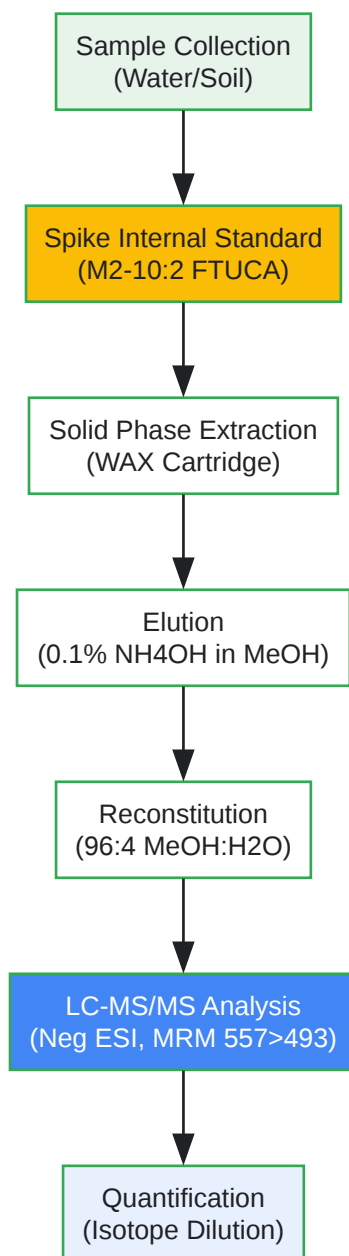 Sample Collection
(Water/Soil)
Spike Internal Standard
(M2-10:2 FTUCA)
Solid Phase Extraction
(WAX Cartridge)
Elution
(0.1% NH4OH in MeOH)
Reconstitution
(96:4 MeOH:H2O)
LC-MS/MS Analysis
(Neg ESI, MRM 557>493)
Quantification
(Isotope Dilution)